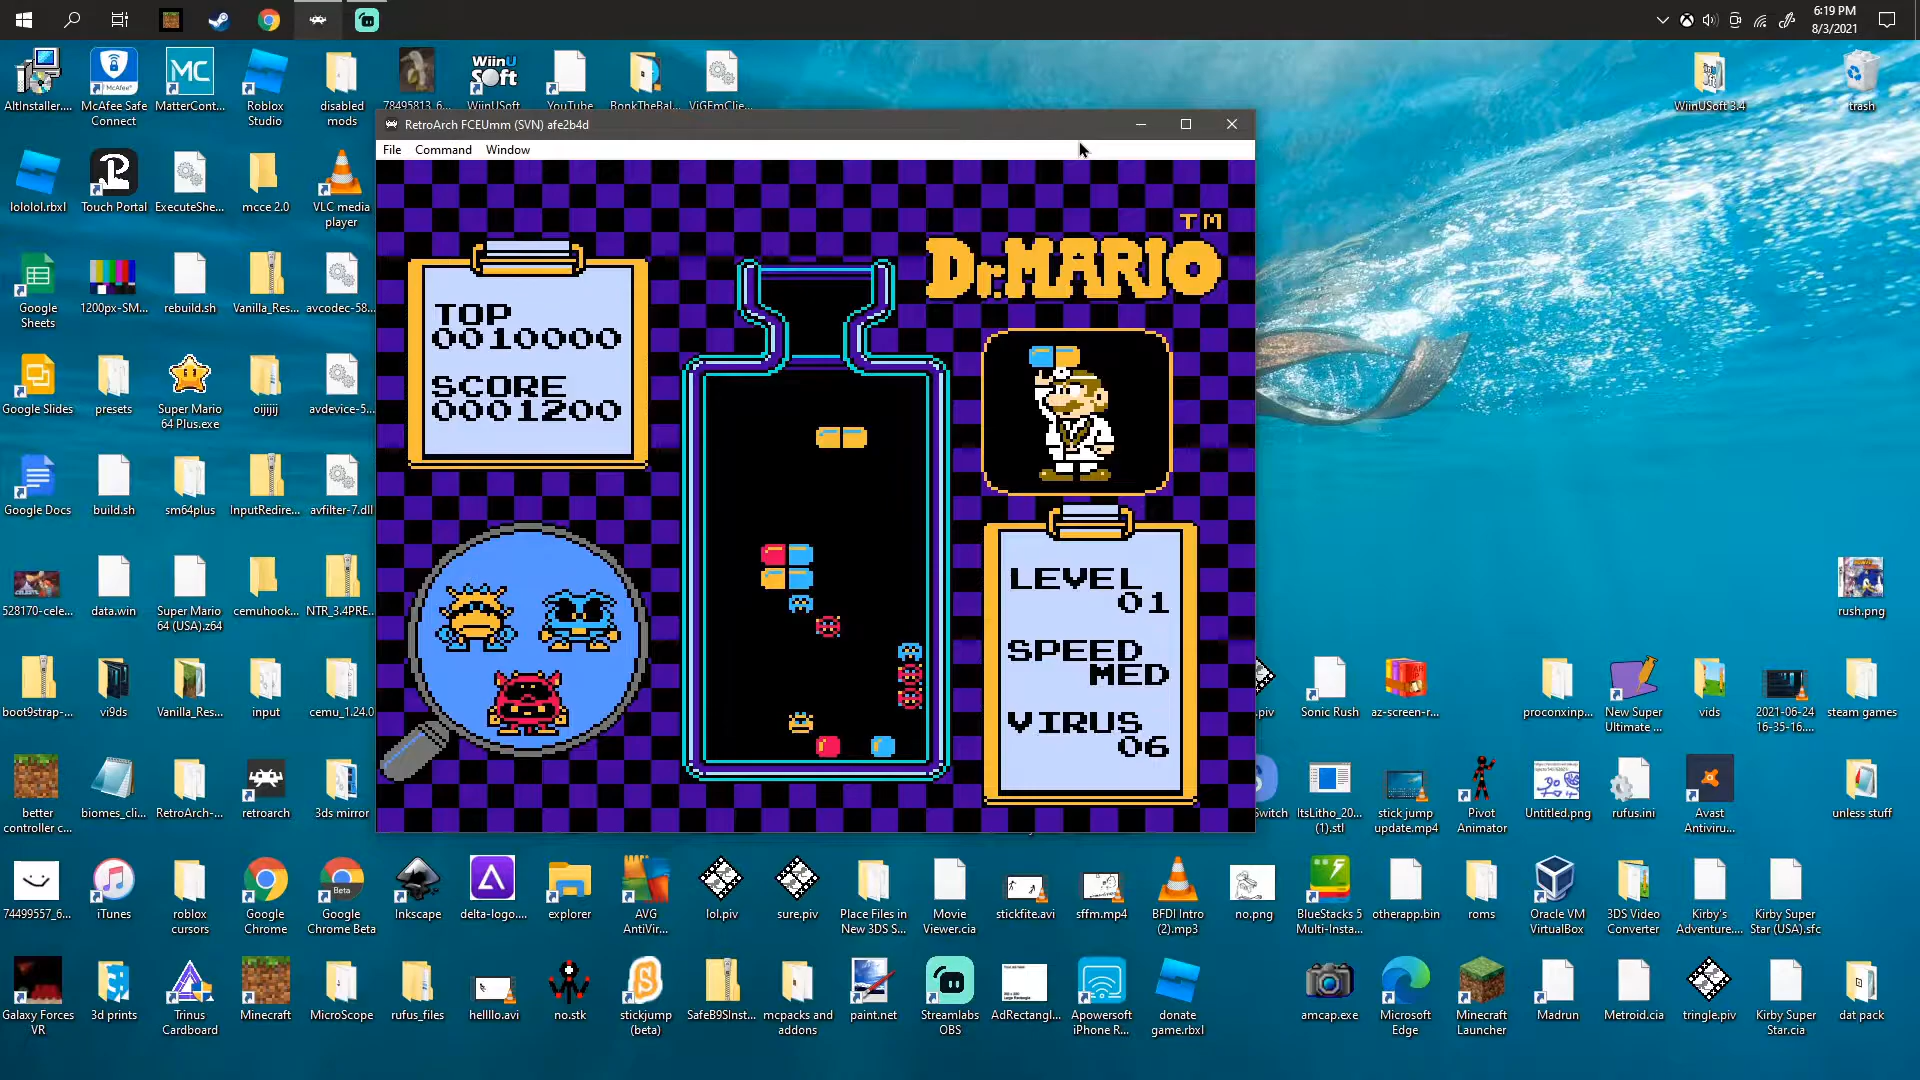 6:19 PM
8/3/2021
AltInstaller....
McAfee Safe
Connect
MC
MatterCont...
Roblox
Studio
disabled
mods
78495813_6...
WiinU
Soft
WiinUSoft
YouTube
BonkTheBal...
ViGEmClie...
WiinUSoft 3.4
trash
RetroArch FCEUmm (SVN) afe2b4d
File
Command
Window
lololol.rbxl
Touch Portal
ExecuteShe...
mcce 2.0
VLC media
player
Google
Sheets
1200px-SM...
rebuild.sh
Vanilla_Res...
avcodec-58...
Google Slides
presets
Super Mario
64 Plus.exe
oijijij
avdevice-5...
Google Docs
build.sh
sm64plus
InputRedire...
avfilter-7.dll
528170-cele...
data.win
Super Mario
64 (USA).z64
cemuhook...
NTR_3.4PRE...
boot9strap-...
vi9ds
Vanilla_Res...
input
cemu_1.24.0
better
controller c...
biomes_cli...
RetroArch-...
retroarch
3ds mirror
TOP
0010000
SCORE
0001200
TM
Dr. MARIO
LEVEL
01
SPEED
MED
VIRUS
06
rush.png
.piv
Sonic Rush
az-screen-r...
proconxinp...
New Super
Ultimate ...
vids
2021-06-24
16-35-16....
steam games
Switch
ItsLitho_20...
(1).stl
stick jump
update.mp4
Pivot
Animator
Untitled.png
rufus.ini
Avast
Antiviru...
unless stuff
74499557_6...
iTunes
roblox
cursors
Google
Chrome
Beta
Google
Chrome Beta
Inkscape
delta-logo....
explorer
AVG
AntiVir...
lol.piv
sure.piv
Place Files in
New 3DS S...
Movie
Viewer.cia
stickfite.avi
sffm.mp4
BFDI Intro
(2).mp3
no.png
BlueStacks 5
Multi-Insta...
otherapp.bin
roms
Oracle VM
VirtualBox
3DS Video
Converter
Kirby's
Adventure....
Kirby Super
Star (USA).sfc
Galaxy Forces
VR
3d prints
Trinus
Cardboard
Minecraft
MicroScope
rufus_files
hellllo.avi
no.stk
stickjump
(beta)
SafeB9SInst...
mcpacks and
addons
paint.net
Streamlabs
OBS
AdRectangl...
Apowersoft
iPhone R...
donate
game.rbxl
amcap.exe
Microsoft
Edge
Minecraft
Launcher
Madrun
Metroid.cia
tringle.piv
Kirby Super
Star.cia
dat pack